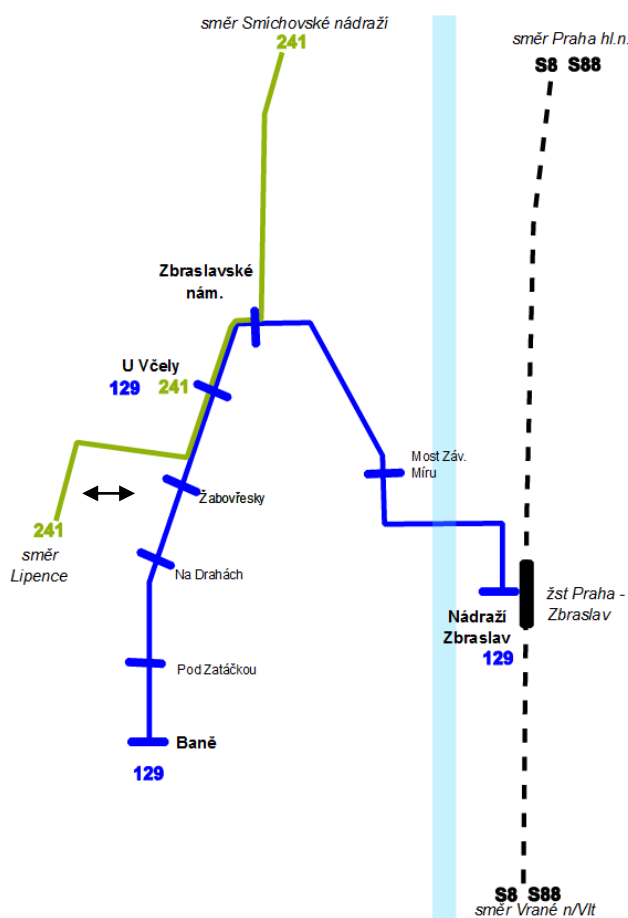 směr Smíchovské nádraží
241
směr Praha hl.n.
S8 S88
Zbraslavské
nám.
U Včely
129 241
Most Záv.
Míru
Žabovřesky
241
směr
Lipence
Na Drahách
žst Praha -
Zbraslav
Nádraží
Zbraslav
129
Pod Zatáčkou
Baně
129
S8 S88
směr Vrané n/Vlt